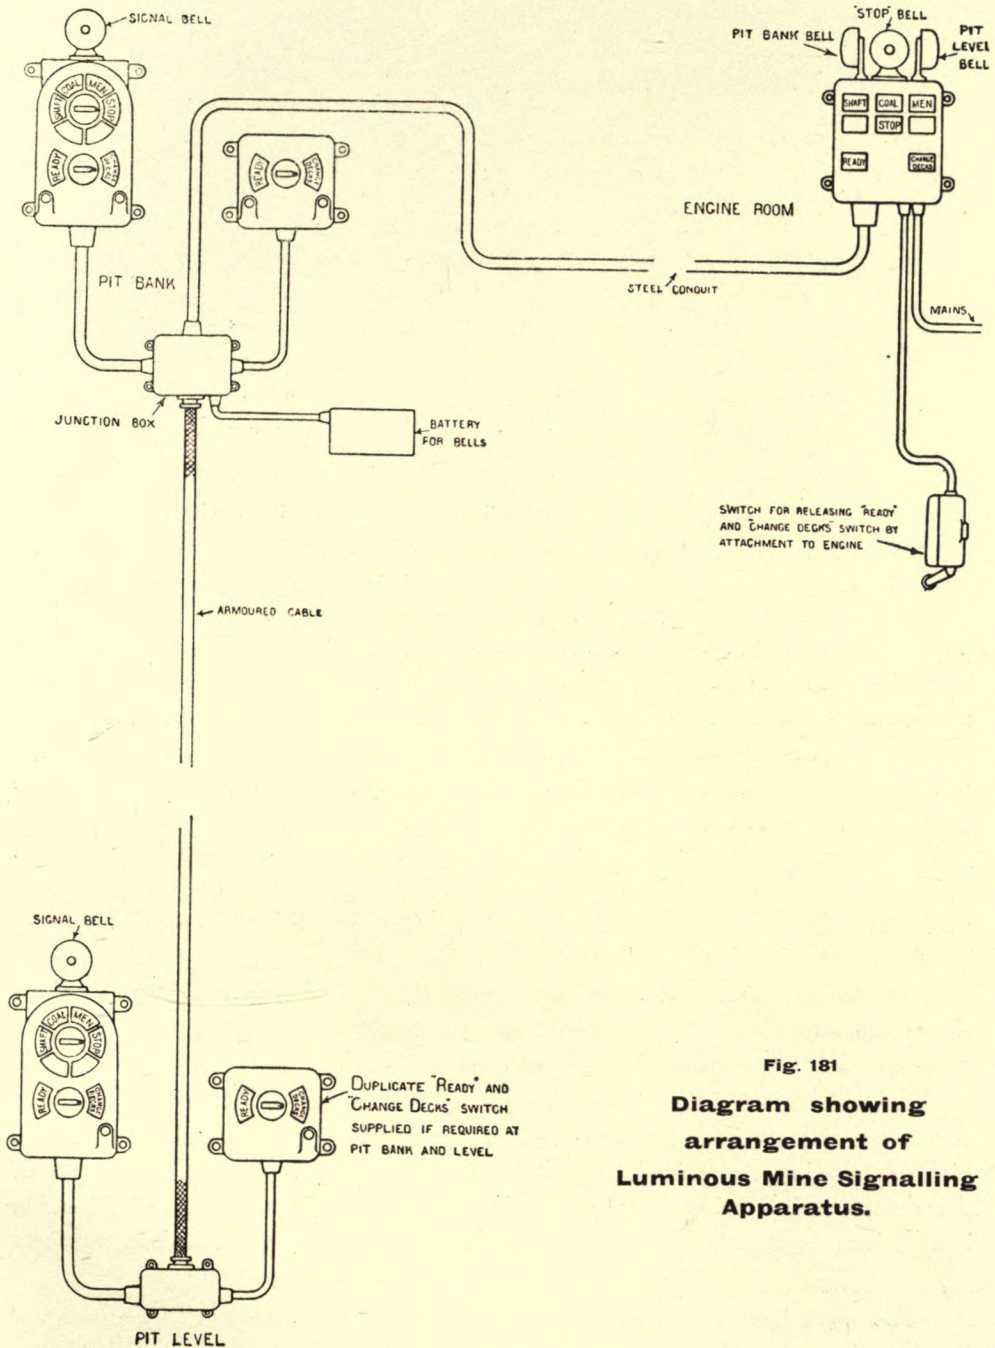 SIGNAL BELL
SHAFT
COAL
MEN
STOP
READY
CHANGE
DECKS
READY
CHANGE
DECKS
PIT BANK
"STOP" BELL
PIT BANK BELL
PIT
LEVEL
BELL
SHAFT
COAL
MEN
STOP
READY
CHANGE
DECKS
ENGINE ROOM
STEEL CONDUIT
MAINS
JUNCTION BOX
BATTERY
FOR BELLS
SWITCH FOR RELEASING "READY"
AND "CHANGE DECKS" SWITCH BY
ATTACHMENT TO ENGINE
ARMOURED CABLE
SIGNAL BELL
SHAFT
COAL
MEN
STOP
READY
CHANGE
DECKS
READY
CHANGE
DECKS
DUPLICATE "READY" AND
"CHANGE DECKS" SWITCH
SUPPLIED IF REQUIRED AT
PIT BANK AND LEVEL
PIT LEVEL
Fig. 181
Diagram showing
arrangement of
Luminous Mine Signalling
Apparatus.